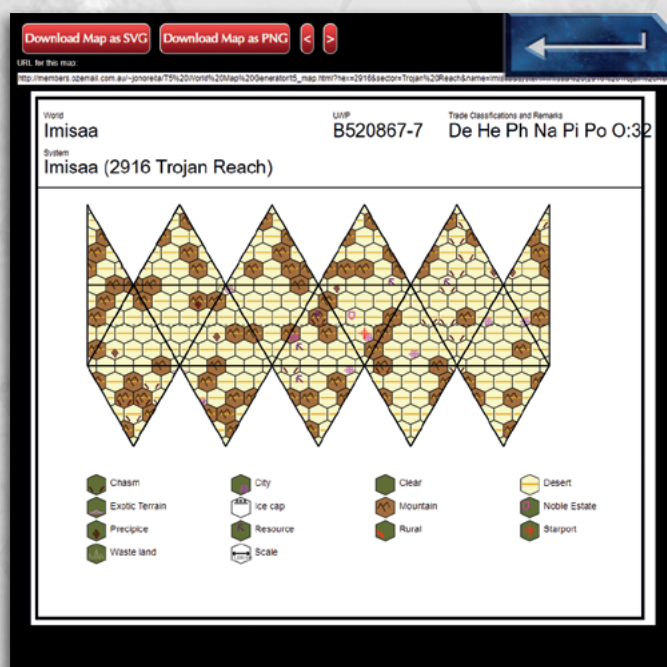 Download Map as SVG Download Map as PNG < >
URL for this map:
World UWP Trade Classifications and Remarks
Imisaa B520867-7 De He Ph Na Pi Po O:32
System
Imisaa (2916 Trojan Reach)
Chasm City Clear Desert
Exotic Terrain Ice cap Mountain Noble Estate
Precipice Resource Rural Starport
Waste land Scale